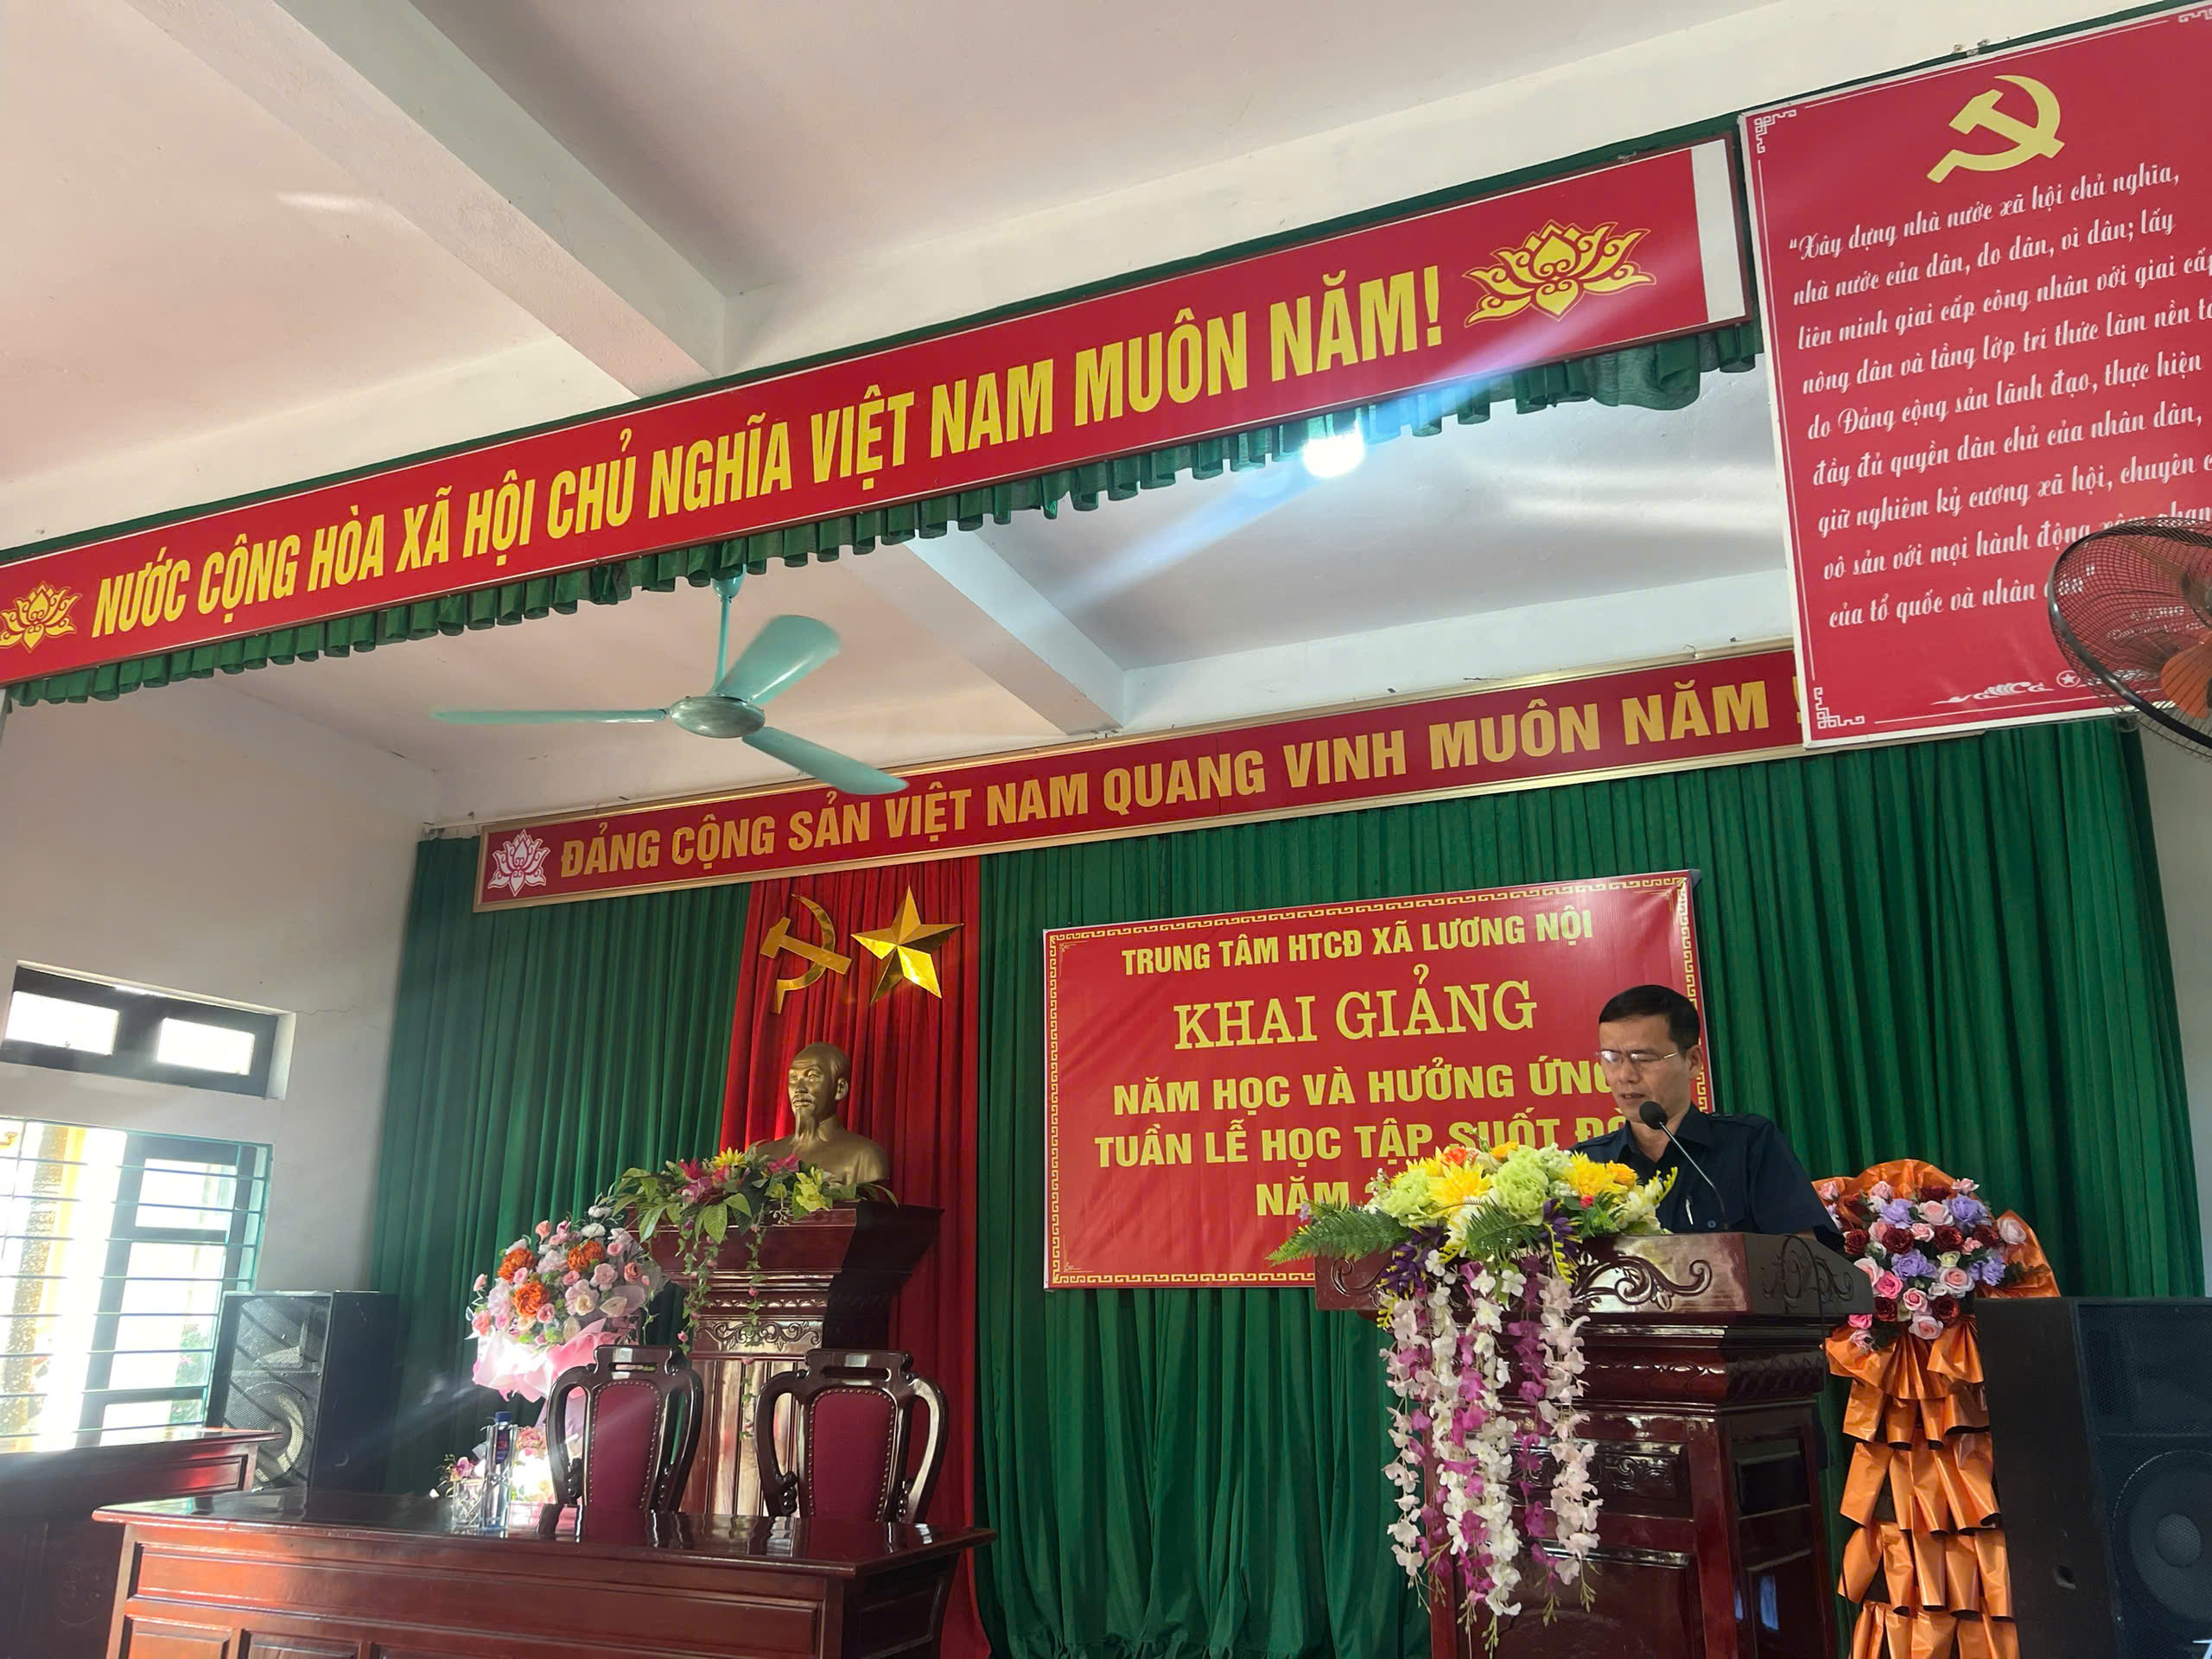 NƯỚC CỘNG HÒA XÃ HỘI CHỦ NGHĨA VIỆT NAM MUÔN NĂM!
"Xây dựng nhà nước xã hội chủ nghĩa,
nhà nước của dân, do dân, vì dân; lấy
liên minh giai cấp công nhân với giai cấp
nông dân và tầng lớp trí thức làm nền
do Đảng cộng sản lãnh đạo, thực hiện
đầy đủ quyền dân chủ của nhân dân,
giữ nghiêm kỷ cương xã hội, chuyên
vô sản với mọi hành động xâm phạm
của tổ quốc và nhân
ĐẢNG CỘNG SẢN VIỆT NAM QUANG VINH MUÔN NĂM
TRUNG TÂM HTCĐ XÃ LƯƠNG NỘI
KHAI GIẢNG
NĂM HỌC VÀ HƯỞNG ỨNG
TUẦN LỄ HỌC TẬP SUỐT ĐỜI
NĂM